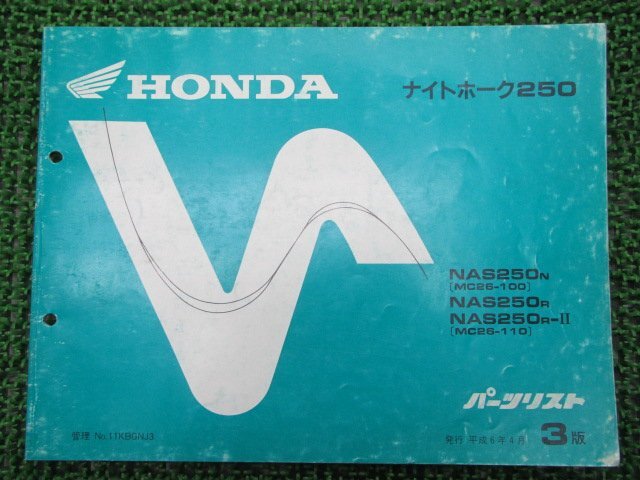 HONDA
ナイトホーク250
NAS250N
[MC26-100]
NAS250R
NAS250R-II
[MC26-110]
パーツリスト
管理 No.11KBGNJ3
発行 平成6年4月 3版